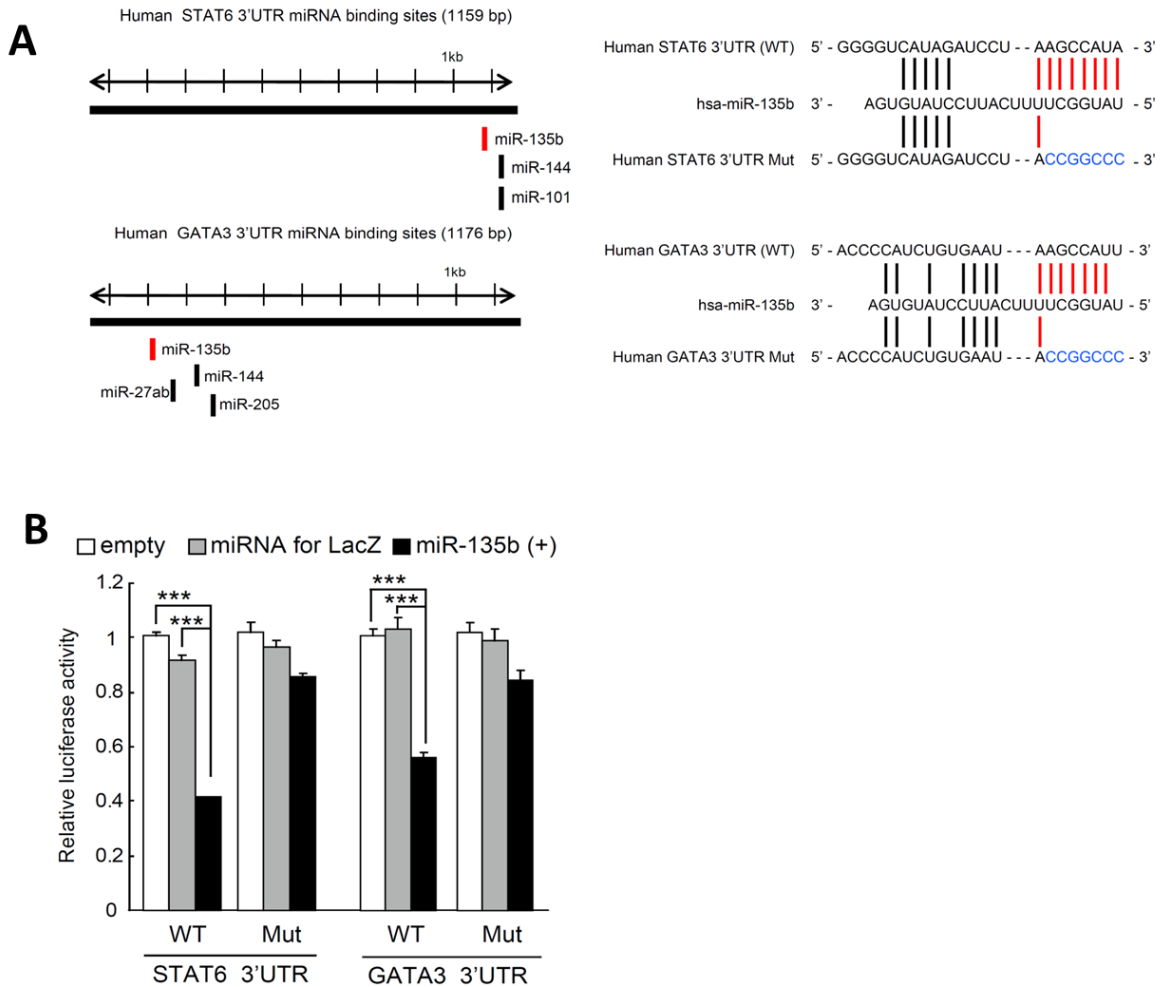 A
Human STAT6 3'UTR miRNA binding sites (1159 bp)
1kb
miR-135b
miR-144
miR-101
Human GATA3 3'UTR miRNA binding sites (1176 bp)
1kb
miR-135b
miR-144
miR-27ab
miR-205
Human STAT6 3'UTR (WT) 5' - GGGGUCAUAGAUCCU - - AAGCCAUA - 3'
hsa-miR-135b 3' - AGUGUAUCCUUACUUUUCGGUAU - 5'
Human STAT6 3'UTR Mut 5' - GGGGUCAUAGAUCCU - - ACCGGCCC - 3'
Human GATA3 3'UTR (WT) 5' - ACCCCAUCUGUGAAU - - - AAGCCAUU - 3'
hsa-miR-135b 3' - AGUGUAUCCUUACUUUUCGGUAU - 5'
Human GATA3 3'UTR Mut 5' - ACCCCAUCUGUGAAU - - - ACCGGCCC - 3'
B
empty miRNA for LacZ miR-135b (+)
Relative luciferase activity
1.2
1
0.8
0.6
0.4
0.2
0
*** ***
*** ***
WT Mut WT Mut
STAT6 3'UTR GATA3 3'UTR